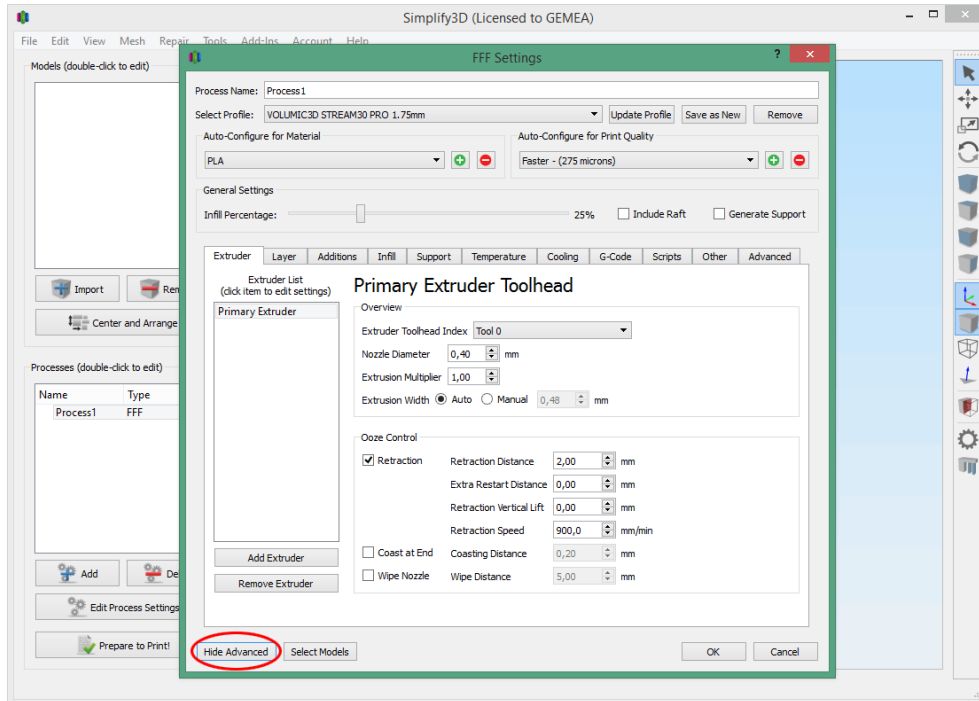 Simplify3D (Licensed to GEMEA)
File Edit View Mesh Repair Tools Add-Ins Account Help
Models (double-click to edit)
Import
Center and Arrange
Processes (double-click to edit)
Name Type
Process1 FFF
Add
Edit Process Settings
Prepare to Print!
FFF Settings
Process Name: Process1
Select Profile: VOLUMIC3D STREAM30 PRO 1.75mm Update Profile Save as New Remove
Auto-Configure for Material
PLA
Auto-Configure for Print Quality
Faster - (275 microns)
General Settings
Infill Percentage: 25% Include Raft Generate Support
Extruder Layer Additions Infill Support Temperature Cooling G-Code Scripts Other Advanced
Extruder List
(click item to edit settings)
Primary Extruder
Add Extruder
Remove Extruder
Primary Extruder Toolhead
Overview
Extruder Toolhead Index Tool 0
Nozzle Diameter 0,40 mm
Extrusion Multiplier 1,00
Extrusion Width Auto Manual 0,48 mm
Ooze Control
Retraction Retraction Distance 2,00 mm
Extra Restart Distance 0,00 mm
Retraction Vertical Lift 0,00 mm
Retraction Speed 900,0 mm/min
Coast at End Coasting Distance 0,20 mm
Wipe Nozzle Wipe Distance 5,00 mm
Hide Advanced Select Models OK Cancel